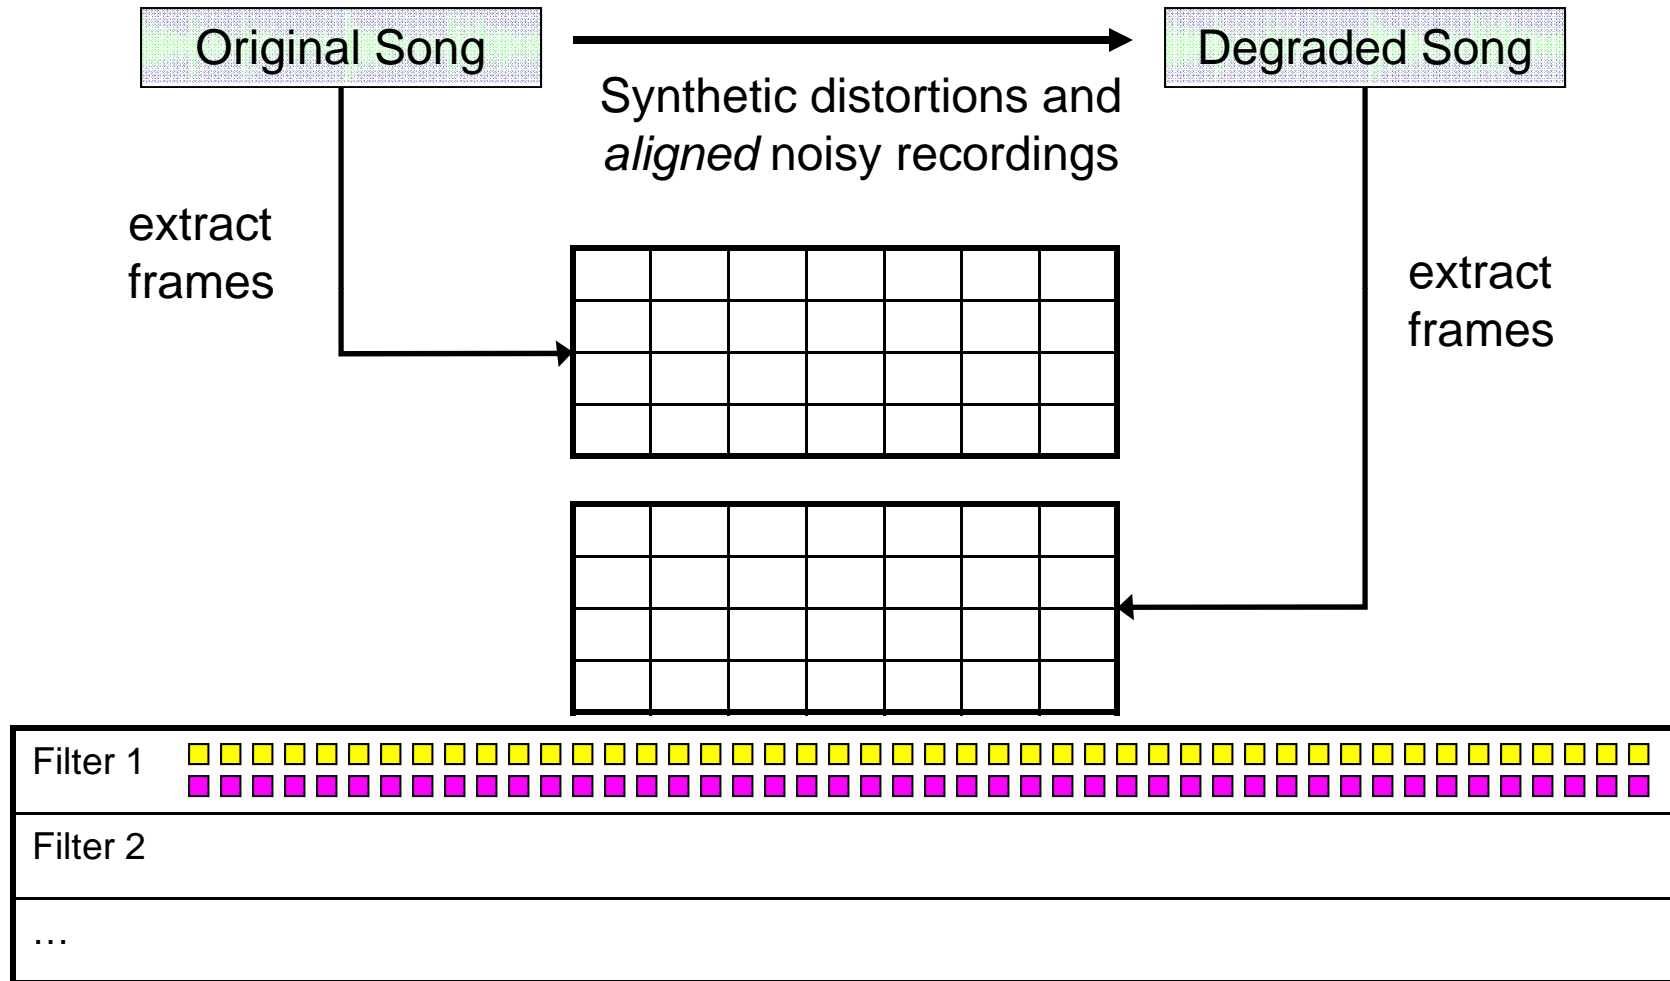 Original Song
Degraded Song
Synthetic distortions and
aligned noisy recordings
extract
frames
extract
frames
Filter 1
Filter 2
…